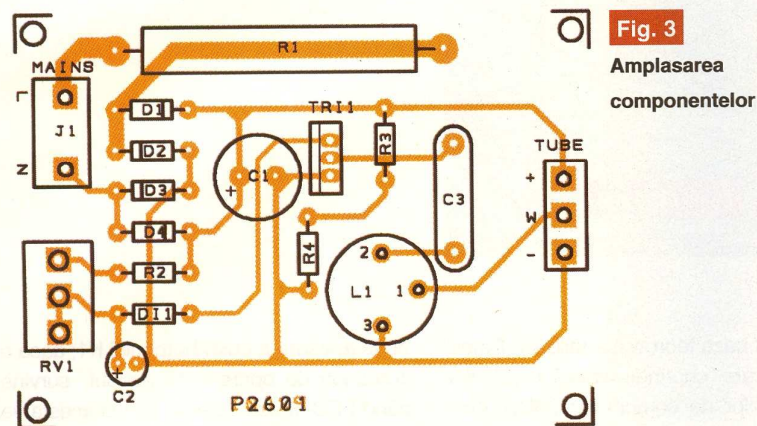 Fig. 3
Amplasarea
componentelor
MAINS
L
J1
N
R1
D1
D2
D3
D4
R2
DI1
RV1
+
C2
+
C1
TRI1
R3
R4
C3
2
L1
1
3
TUBE
+
W
-
P2601